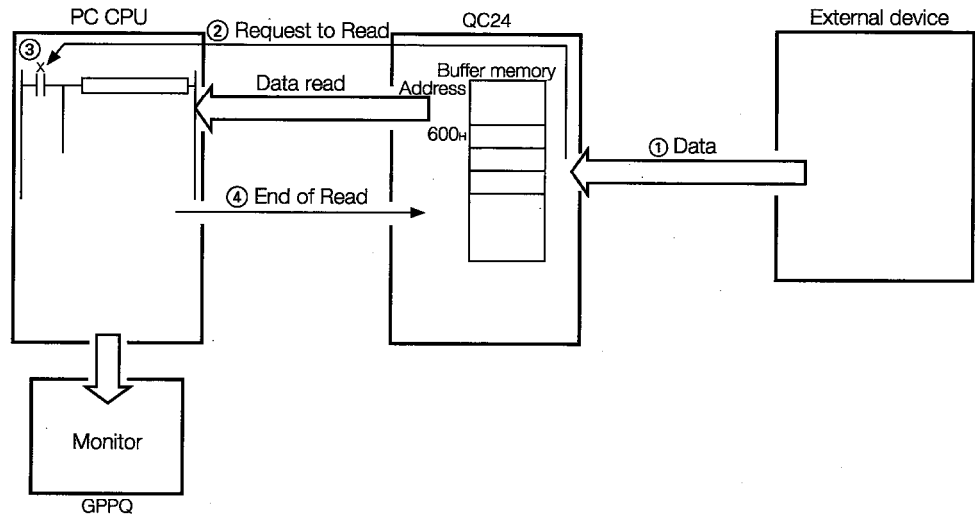 PC CPU
QC24
External device
② Request to Read
③
X
Buffer memory
Address
Data read
600H
① Data
④ End of Read
Monitor
GPPQ